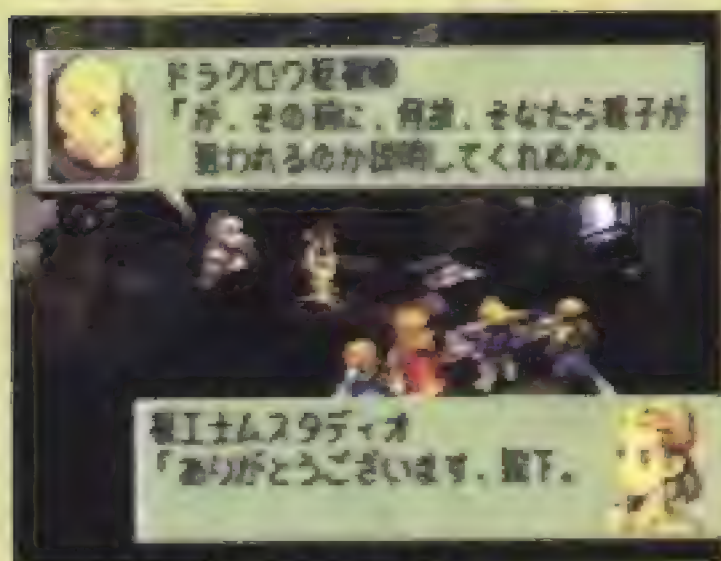 ドラクロワ枢機卿
「が、その前に、何故、そなたら親子が
狙われるのか説明してくれぬか。
機工士ムスタディオ
「ありがとうございます、猊下。